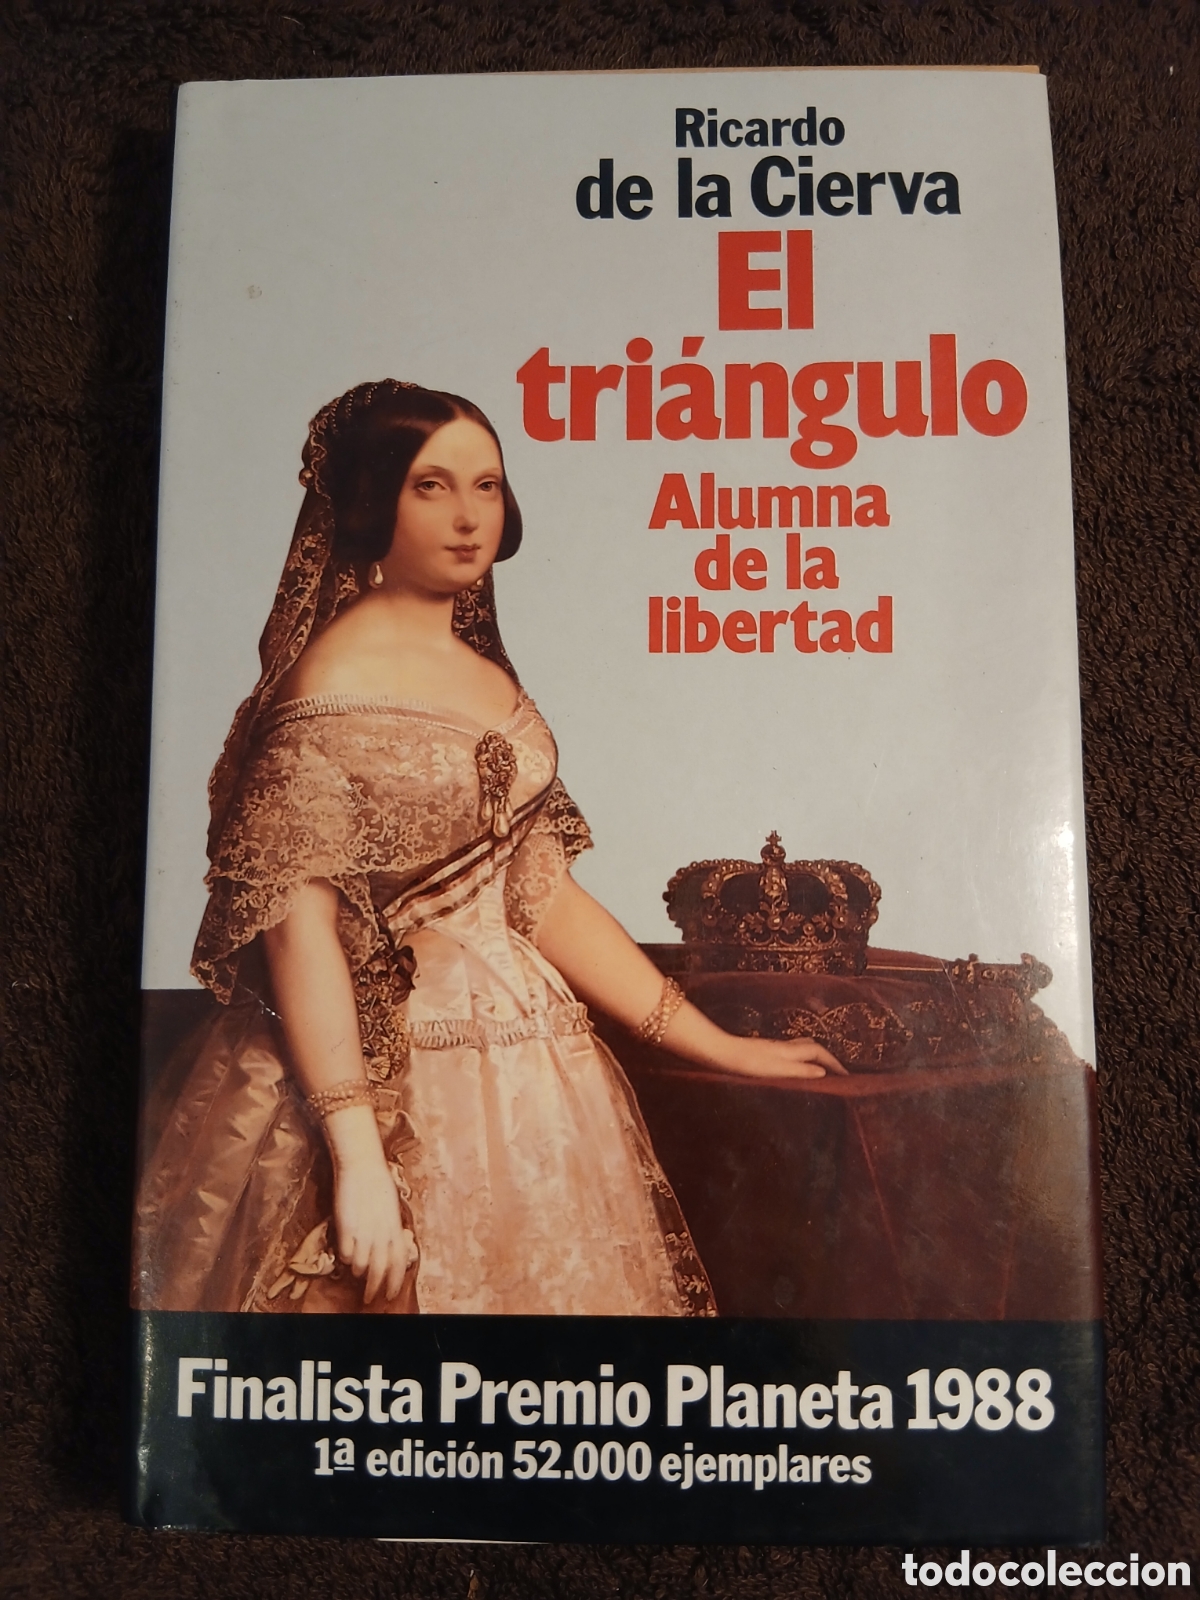 Ricardo
de la Cierva
El
triángulo
Alumna
de la
libertad
Finalista Premio Planeta 1988
1ª edición 52.000 ejemplares
todocoleccion